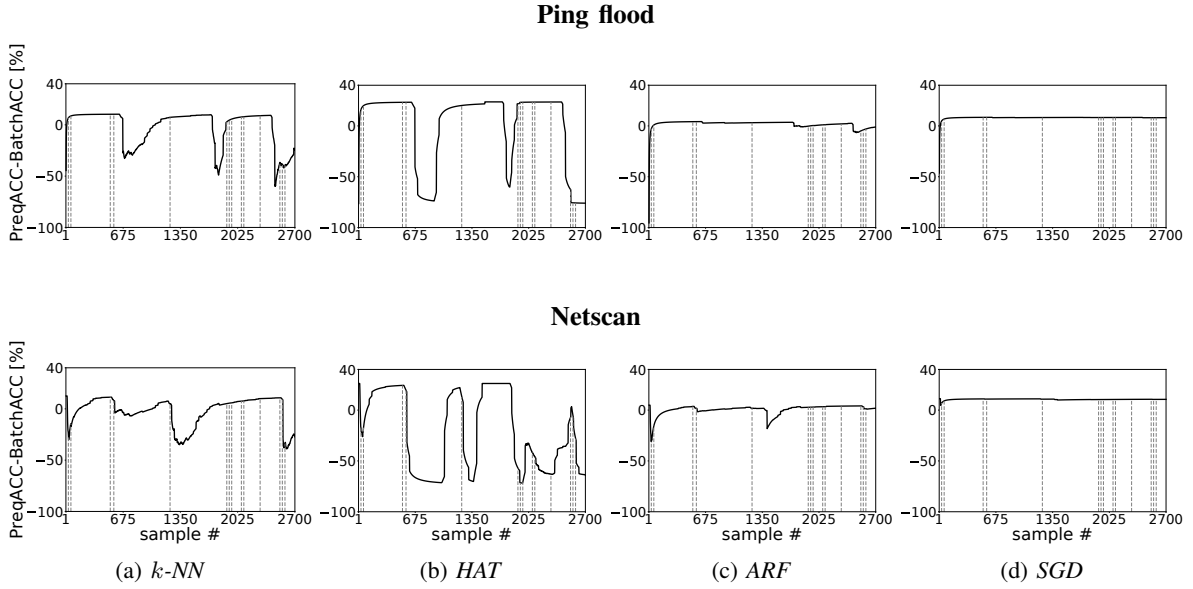 Ping flood
PreqACC-BatchACC [%]
40
0
−50
−100
1 675 1350 2025 2700
40
0
−50
−100
1 675 1350 2025 2700
40
0
−50
−100
1 675 1350 2025 2700
40
0
−50
−100
1 675 1350 2025 2700
Netscan
PreqACC-BatchACC [%]
40
0
−50
−100
1 675 1350 2025 2700
sample #
(a) k-NN
40
0
−50
−100
1 675 1350 2025 2700
sample #
(b) HAT
40
0
−50
−100
1 675 1350 2025 2700
sample #
(c) ARF
40
0
−50
−100
1 675 1350 2025 2700
sample #
(d) SGD